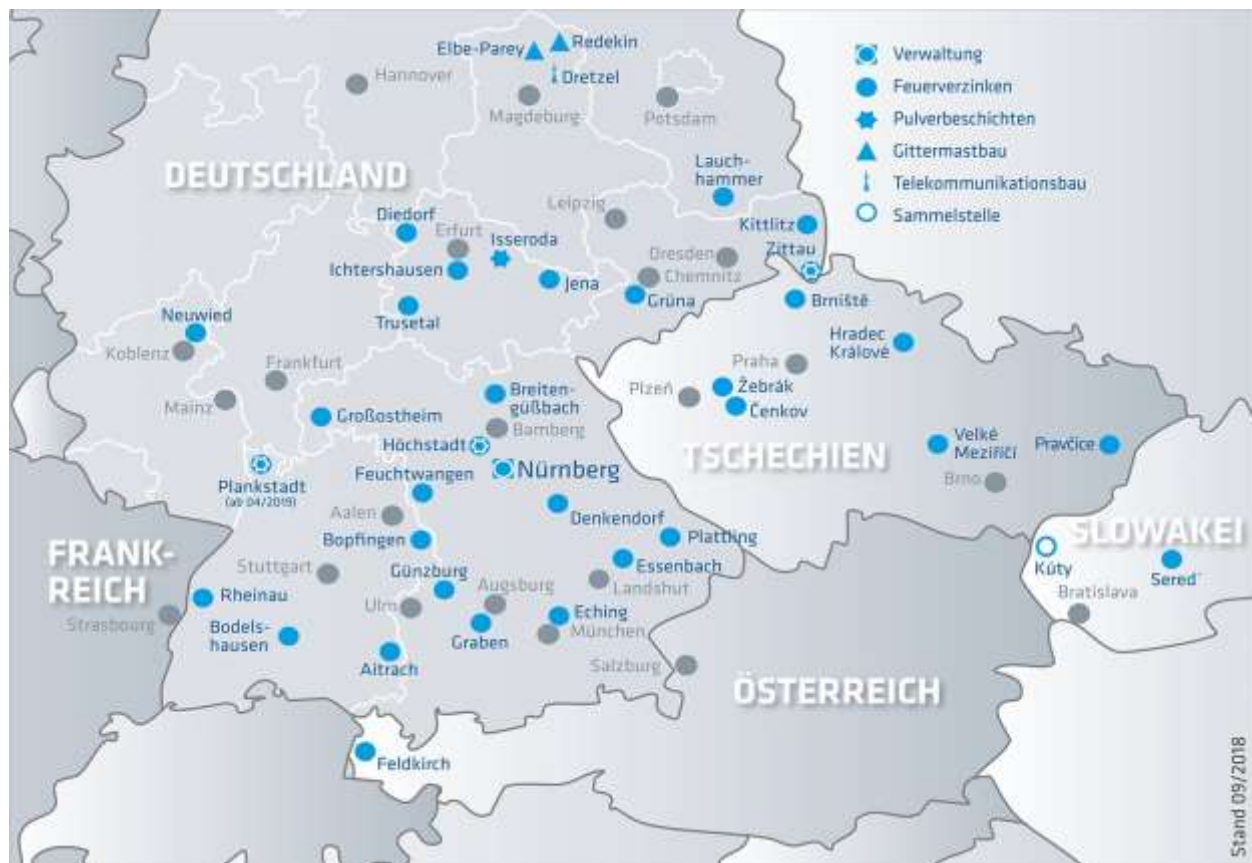 Elbe-Parey
Redekin
Dretzel
Hannover
Magdeburg
Potsdam
Verwaltung
Feuerverzinken
Pulverbeschichten
Gittermastbau
Telekommunikationsbau
Sammelstelle
DEUTSCHLAND
Lauch-
hammer
Leipzig
Diedorf
Erfurt
Isseroda
Kittlitz
Dresden
Zittau
Ichtershausen
Chemnitz
Jena
Grüna
Brniště
Trusetal
Neuwied
Koblenz
Hradec
Králové
Frankfurt
Praha
Mainz
Plzeň
Žebrák
Čenkov
Breiten-
güßbach
Großostheim
Bamberg
Höchstadt
TSCHECHIEN
Velké
Meziříčí
Pravčice
Nürnberg
Feuchtwangen
Plankstadt
(ab 04/2019)
Brno
Aalen
Denkendorf
Plattling
Bopfingen
FRANK-
REICH
SLOWAKEI
Essenbach
Stuttgart
Günzburg
Augsburg
Landshut
Kúty
Sereď
Rheinau
Ulm
Eching
Bratislava
Strasbourg
Bodels-
hausen
Graben
München
Aitrach
Salzburg
ÖSTERREICH
Feldkirch
Stand 09/2018